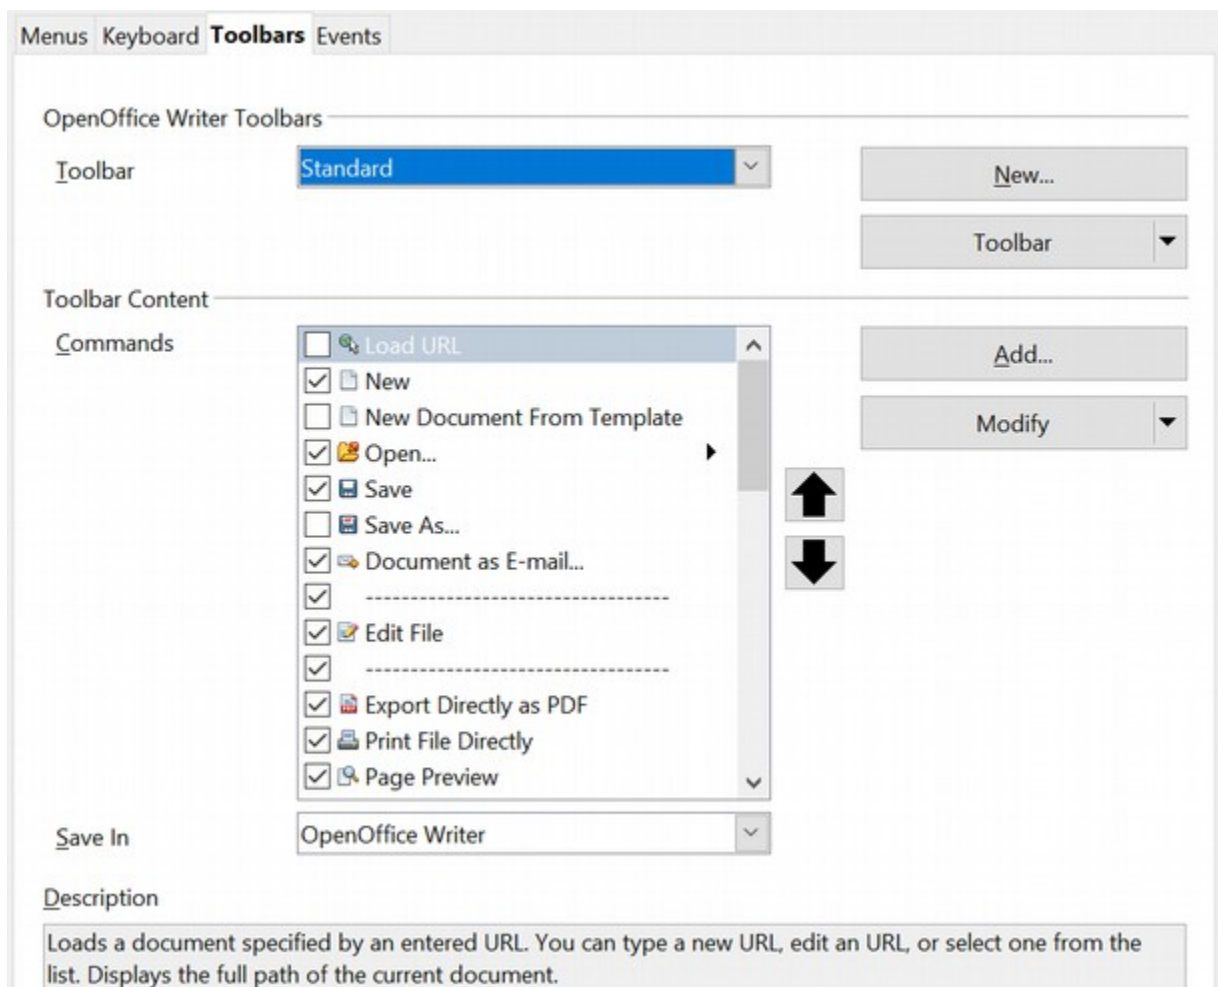 Menus Keyboard Toolbars Events
OpenOffice Writer Toolbars
Toolbar Standard New...
Toolbar
Toolbar Content
Commands Load URL Add...
New
New Document From Template Modify
Open...
Save
Save As...
Document as E-mail...
----------------------------------
Edit File
----------------------------------
Export Directly as PDF
Print File Directly
Page Preview
Save In OpenOffice Writer
Description
Loads a document specified by an entered URL. You can type a new URL, edit an URL, or select one from the
list. Displays the full path of the current document.